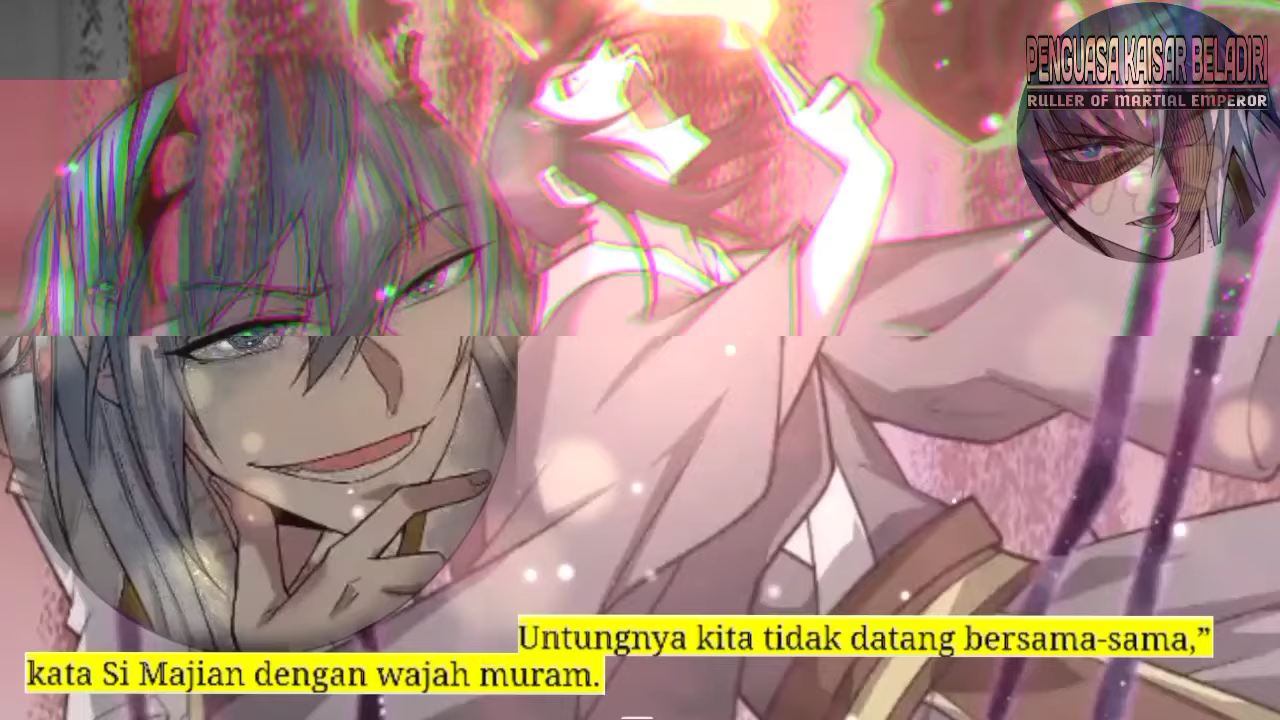 PENGUASA KAISAR BELADIRI
RULLER OF MARTIAL EMPEROR
Untungnya kita tidak datang bersama-sama,”
kata Si Majian dengan wajah muram.